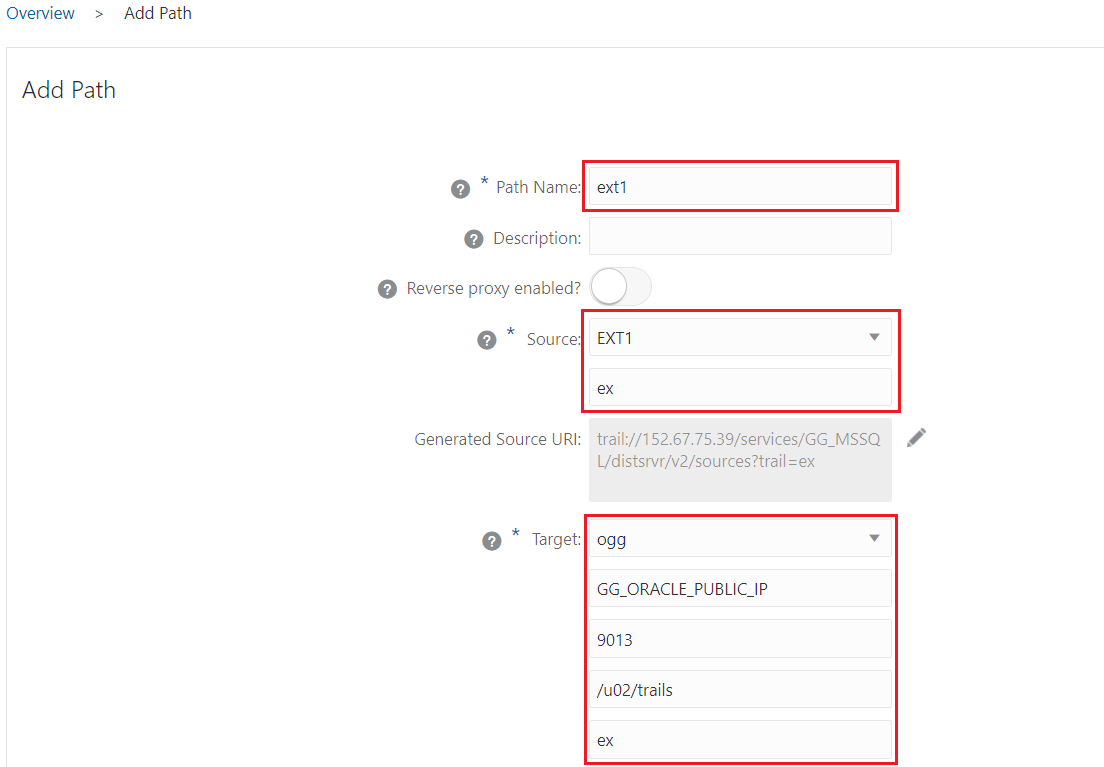 Overview > Add Path
Add Path
? * Path Name: ext1
? Description:
? Reverse proxy enabled?
? * Source: EXT1
ex
Generated Source URI: trail://152.67.75.39/services/GG_MSSQ
L/distsrvr/v2/sources?trail=ex
? * Target: ogg
GG_ORACLE_PUBLIC_IP
9013
/u02/trails
ex